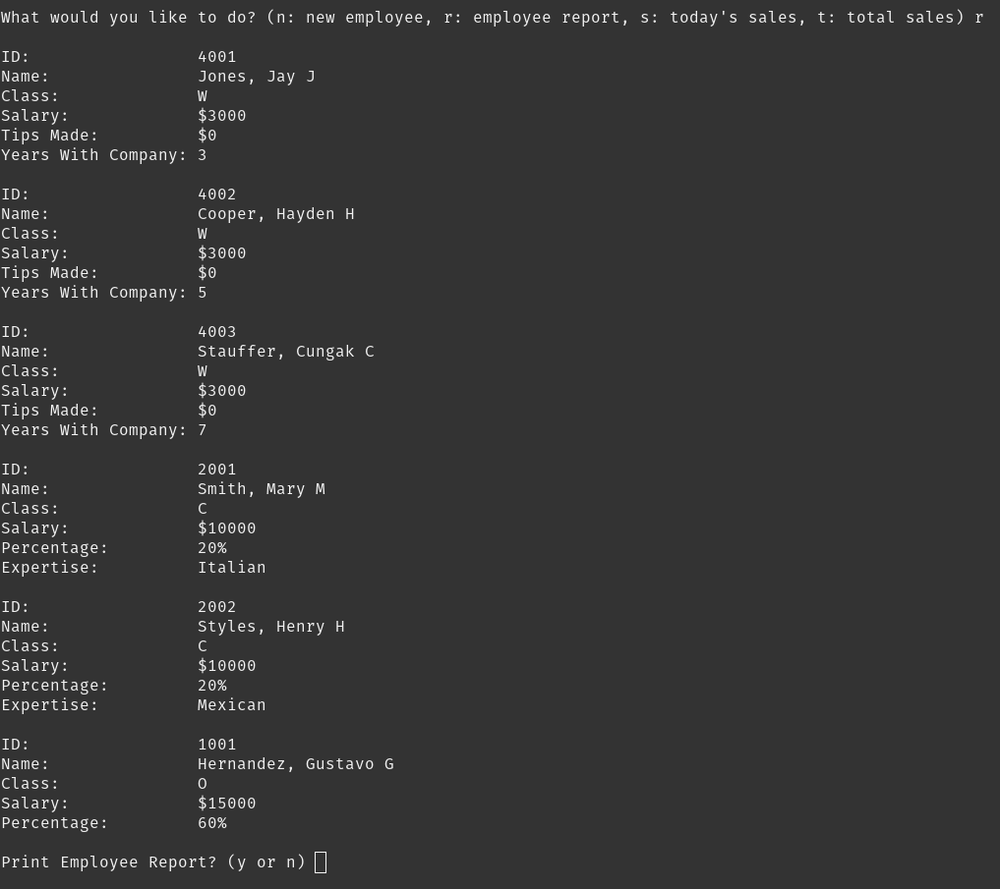 What would you like to do? (n: new employee, r: employee report, s: today's sales, t: total sales) r
ID: 4001
Name: Jones, Jay J
Class: W
Salary: $3000
Tips Made: $0
Years With Company: 3
ID: 4002
Name: Cooper, Hayden H
Class: W
Salary: $3000
Tips Made: $0
Years With Company: 5
ID: 4003
Name: Stauffer, Cungak C
Class: W
Salary: $3000
Tips Made: $0
Years With Company: 7
ID: 2001
Name: Smith, Mary M
Class: C
Salary: $10000
Percentage: 20%
Expertise: Italian
ID: 2002
Name: Styles, Henry H
Class: C
Salary: $10000
Percentage: 20%
Expertise: Mexican
ID: 1001
Name: Hernandez, Gustavo G
Class: O
Salary: $15000
Percentage: 60%
Print Employee Report? (y or n)